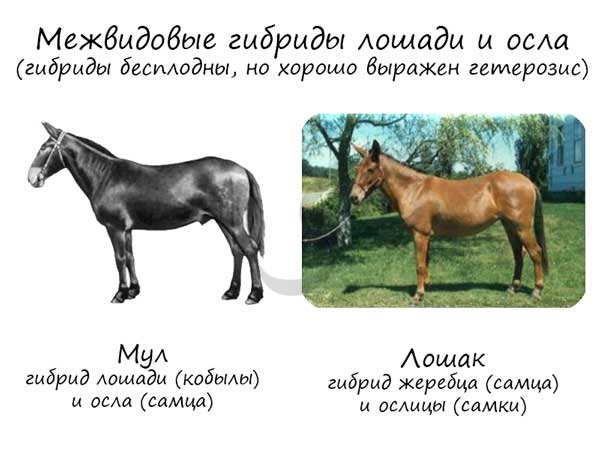 Межвидовые гибриды лошади и осла
(гибриды бесплодны, но хорошо выражен гетерозис)
Мул
гибрид лошади (кобылы)
и осла (самца)
Лошак
гибрид жеребца (самца)
и ослицы (самки)